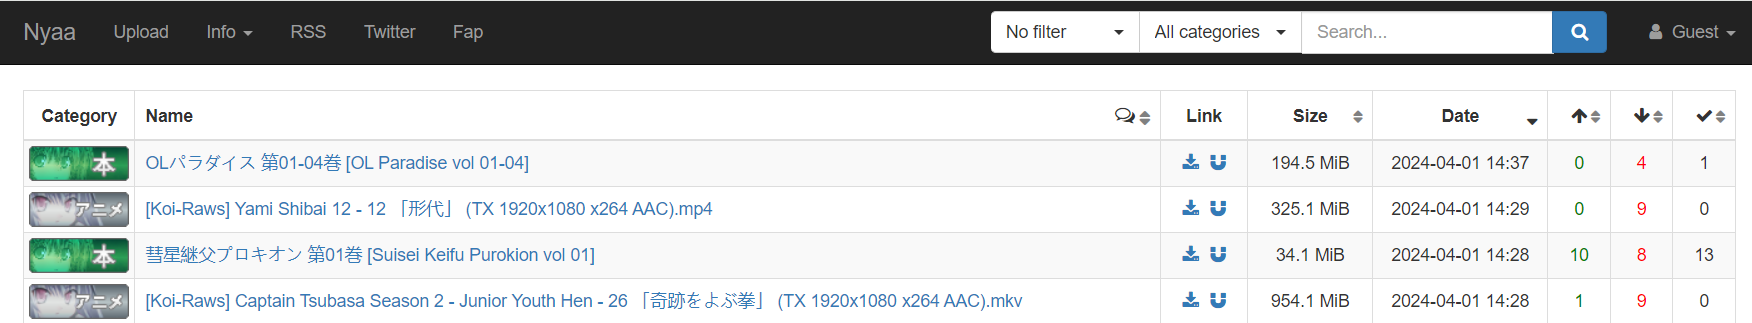 Nyaa Upload Info RSS Twitter Fap No filter All categories Search... Guest
Category Name Link Size Date
本 OLパラダイス 第01-04巻 [OL Paradise vol 01-04] 194.5 MiB 2024-04-01 14:37 0 4 1
アニメ [Koi-Raws] Yami Shibai 12 - 12 「形代」 (TX 1920x1080 x264 AAC).mp4 325.1 MiB 2024-04-01 14:29 0 9 0
本 彗星継父プロキオン 第01巻 [Suisei Keifu Purokion vol 01] 34.1 MiB 2024-04-01 14:28 10 8 13
アニメ [Koi-Raws] Captain Tsubasa Season 2 - Junior Youth Hen - 26 「奇跡をよぶ拳」 (TX 1920x1080 x264 AAC).mkv 954.1 MiB 2024-04-01 14:28 1 9 0